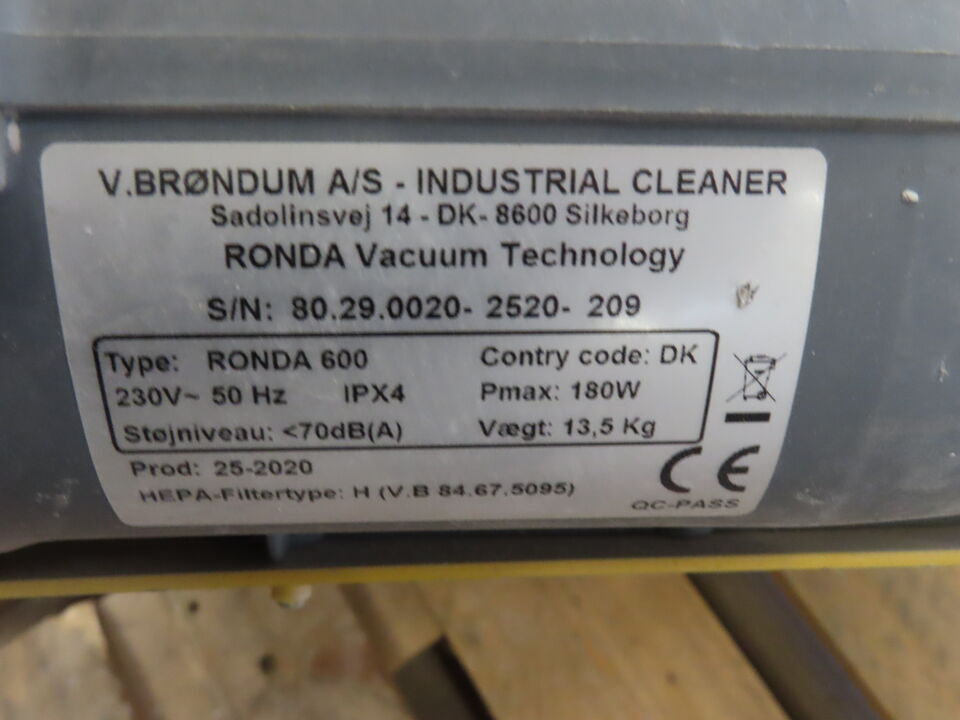 V.BRØNDUM A/S - INDUSTRIAL CLEANER
Sadolinsvej 14 - DK- 8600 Silkeborg
RONDA Vacuum Technology
S/N: 80.29.0020- 2520- 209
Type: RONDA 600 Contry code: DK
230V~ 50 Hz IPX4 Pmax: 180W
Støjniveau: <70dB(A) Vægt: 13,5 Kg
Prod: 25-2020
HEPA-Filtertype: H (V.B 84.67.5095)
CE
QC-PASS